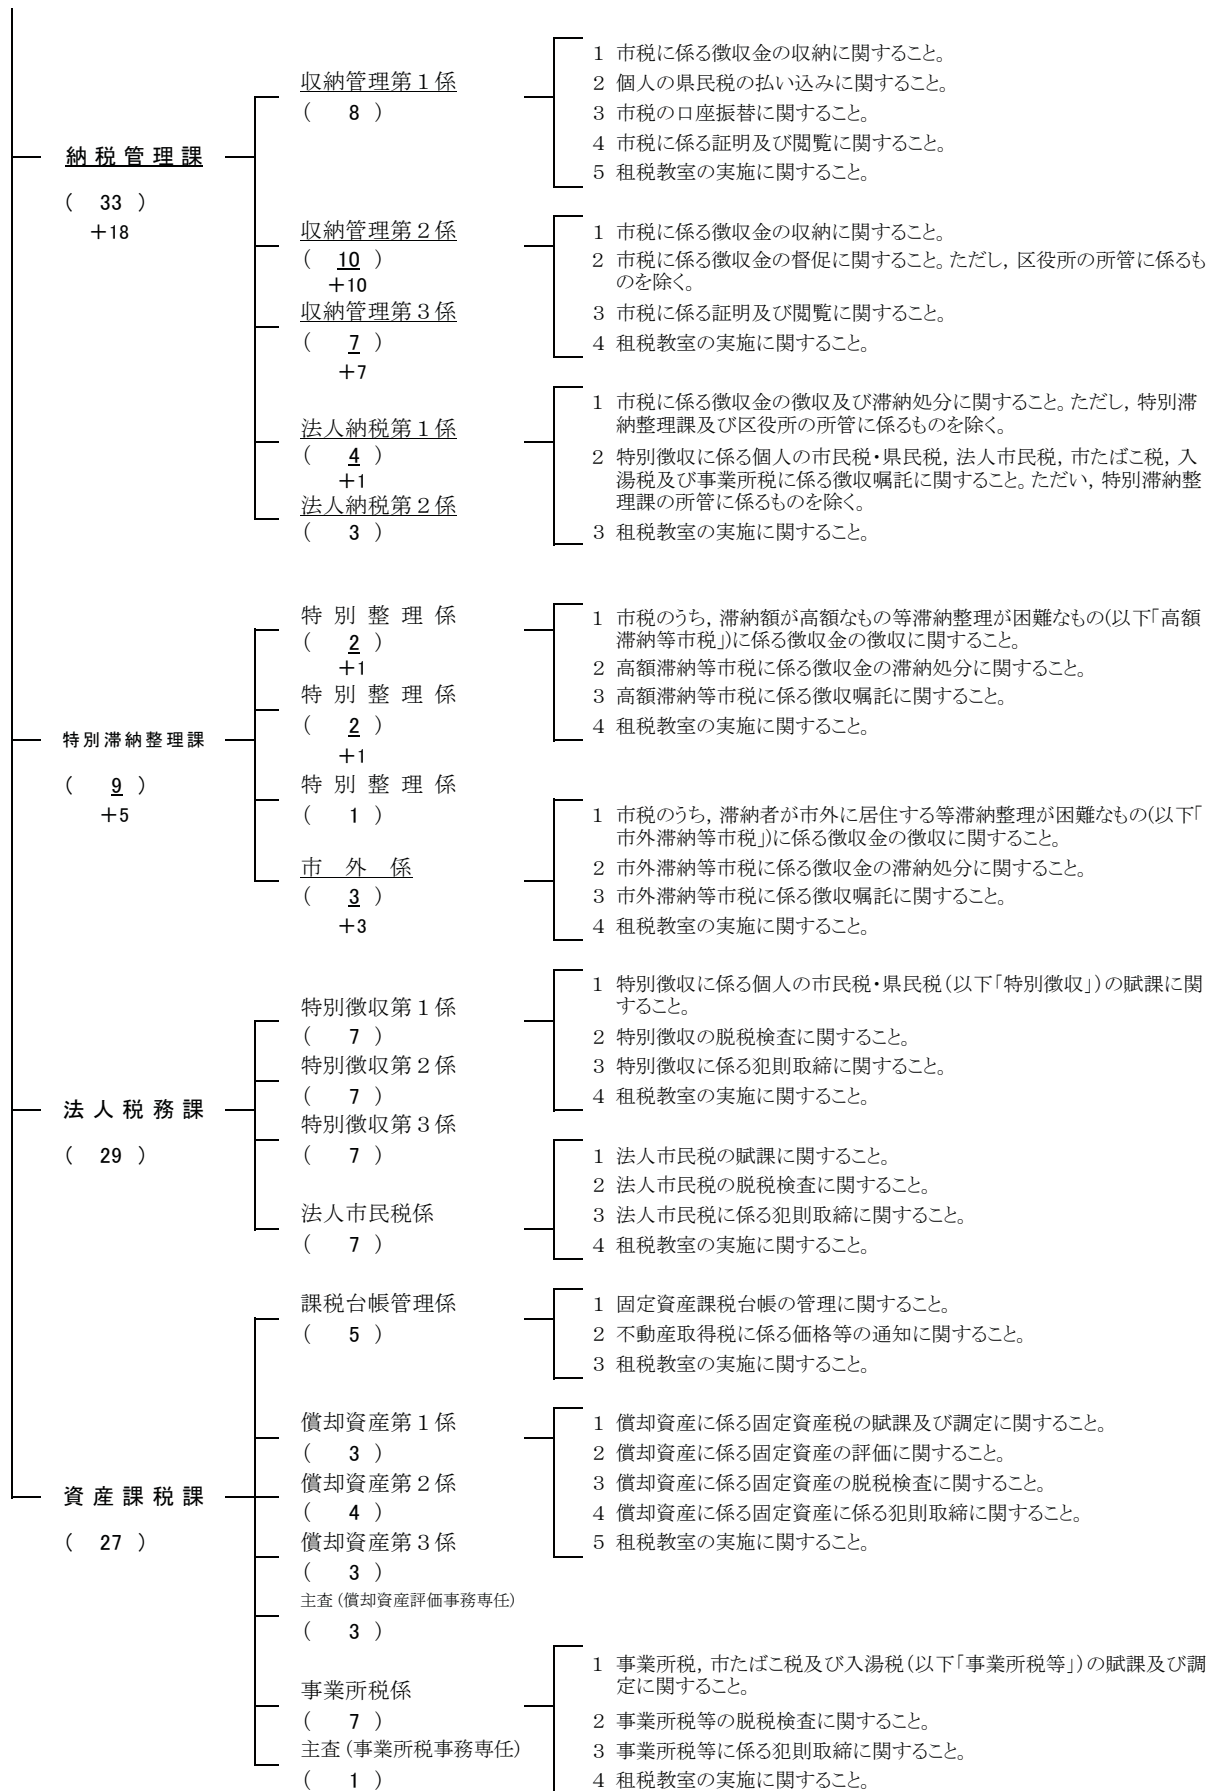 納税管理課
( 33 )
+18
収納管理第1係
( 8 )
1 市税に係る徴収金の収納に関すること。
2 個人の県民税の払い込みに関すること。
3 市税の口座振替に関すること。
4 市税に係る証明及び閲覧に関すること。
5 租税教室の実施に関すること。
収納管理第2係
( 10 )
+10
収納管理第3係
( 7 )
+7
1 市税に係る徴収金の収納に関すること。
2 市税に係る徴収金の督促に関すること。ただし,区役所の所管に係るも
のを除く。
3 市税に係る証明及び閲覧に関すること。
4 租税教室の実施に関すること。
法人納税第1係
( 4 )
+1
法人納税第2係
( 3 )
1 市税に係る徴収金の徴収及び滞納処分に関すること。ただし,特別滞
納整理課及び区役所の所管に係るものを除く。
2 特別徴収に係る個人の市民税・県民税,法人市民税,市たばこ税,入
湯税及び事業所税に係る徴収嘱託に関すること。ただい,特別滞納整
理課の所管に係るものを除く。
3 租税教室の実施に関すること。
特別滞納整理課
( 9 )
+5
特別整理係
( 2 )
+1
特別整理係
( 2 )
+1
特別整理係
( 1 )
1 市税のうち,滞納額が高額なもの等滞納整理が困難なもの(以下「高額
滞納等市税」)に係る徴収金の徴収に関すること。
2 高額滞納等市税に係る徴収金の滞納処分に関すること。
3 高額滞納等市税に係る徴収嘱託に関すること。
4 租税教室の実施に関すること。
市外係
( 3 )
+3
1 市税のうち,滞納者が市外に居住する等滞納整理が困難なもの(以下「
市外滞納等市税」)に係る徴収金の徴収に関すること。
2 市外滞納等市税に係る徴収金の滞納処分に関すること。
3 市外滞納等市税に係る徴収嘱託に関すること。
4 租税教室の実施に関すること。
法人税務課
( 29 )
特別徴収第1係
( 7 )
特別徴収第2係
( 7 )
特別徴収第3係
( 7 )
1 特別徴収に係る個人の市民税・県民税(以下「特別徴収」)の賦課に関
すること。
2 特別徴収の脱税検査に関すること。
3 特別徴収に係る犯則取締に関すること。
4 租税教室の実施に関すること。
法人市民税係
( 7 )
1 法人市民税の賦課に関すること。
2 法人市民税の脱税検査に関すること。
3 法人市民税に係る犯則取締に関すること。
4 租税教室の実施に関すること。
資産課税課
( 27 )
課税台帳管理係
( 5 )
1 固定資産課税台帳の管理に関すること。
2 不動産取得税に係る価格等の通知に関すること。
3 租税教室の実施に関すること。
償却資産第1係
( 3 )
償却資産第2係
( 4 )
償却資産第3係
( 3 )
主査(償却資産評価事務専任)
( 3 )
1 償却資産に係る固定資産税の賦課及び調定に関すること。
2 償却資産に係る固定資産の評価に関すること。
3 償却資産に係る固定資産の脱税検査に関すること。
4 償却資産に係る固定資産に係る犯則取締に関すること。
5 租税教室の実施に関すること。
事業所税係
( 7 )
主査(事業所税事務専任)
( 1 )
1 事業所税,市たばこ税及び入湯税(以下「事業所税等」)の賦課及び調
定に関すること。
2 事業所税等の脱税検査に関すること。
3 事業所税等に係る犯則取締に関すること。
4 租税教室の実施に関すること。